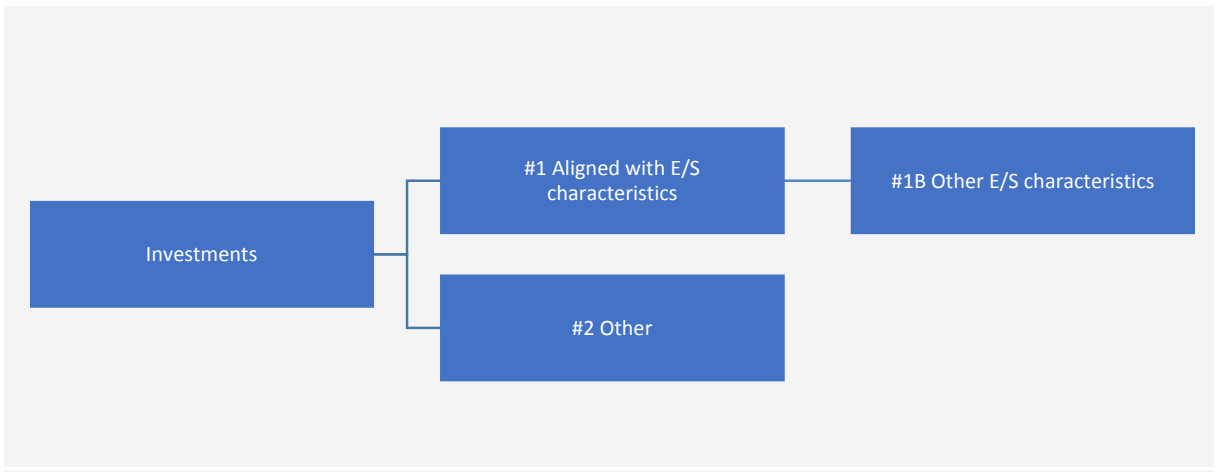 Investments
#1 Aligned with E/S
characteristics
#1B Other E/S characteristics
#2 Other